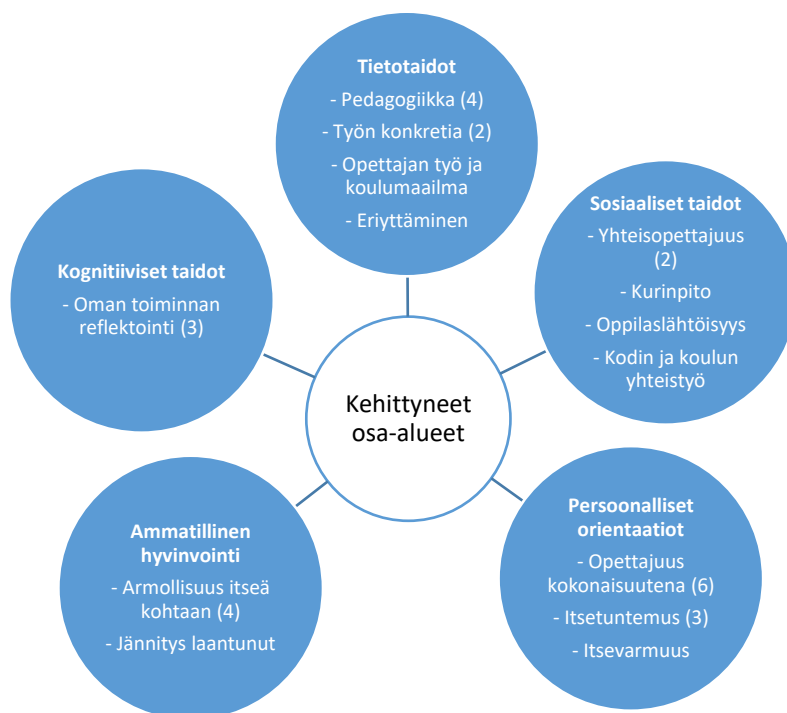 Tietotaidot
- Pedagogiikka (4)
- Työn konkretia (2)
- Opettajan työ ja
koulumaailma
- Eriyttäminen
Sosiaaliset taidot
- Yhteisopettajuus
(2)
- Kurinpito
- Oppilaslähtöisyys
- Kodin ja koulun
yhteistyö
Kognitiiviset taidot
- Oman toiminnan
reflektointi (3)
Kehittyneet
osa-alueet
Ammatillinen
hyvinvointi
- Armollisuus itseä
kohtaan (4)
- Jännitys laantunut
Persoonalliset
orientaatiot
- Opettajuus
kokonaisuutena (6)
- Itsetuntemus (3)
- Itsevarmuus